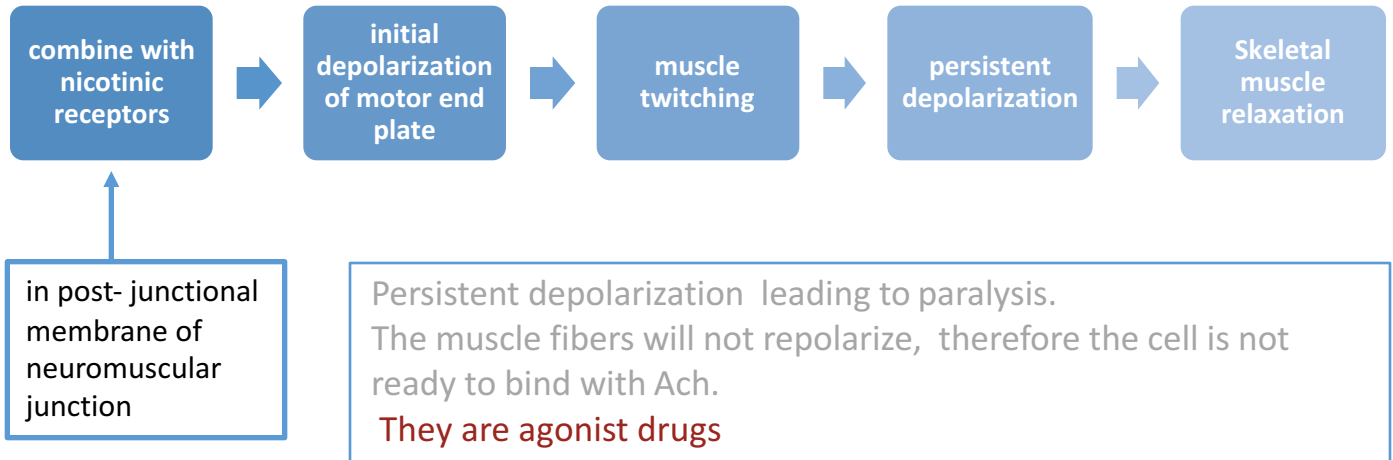 combine with
nicotinic
receptors
initial
depolarization
of motor end
plate
muscle
twitching
persistent
depolarization
Skeletal
muscle
relaxation
in post- junctional
membrane of
neuromuscular
junction
Persistent depolarization leading to paralysis.
The muscle fibers will not repolarize, therefore the cell is not
ready to bind with Ach.
They are agonist drugs